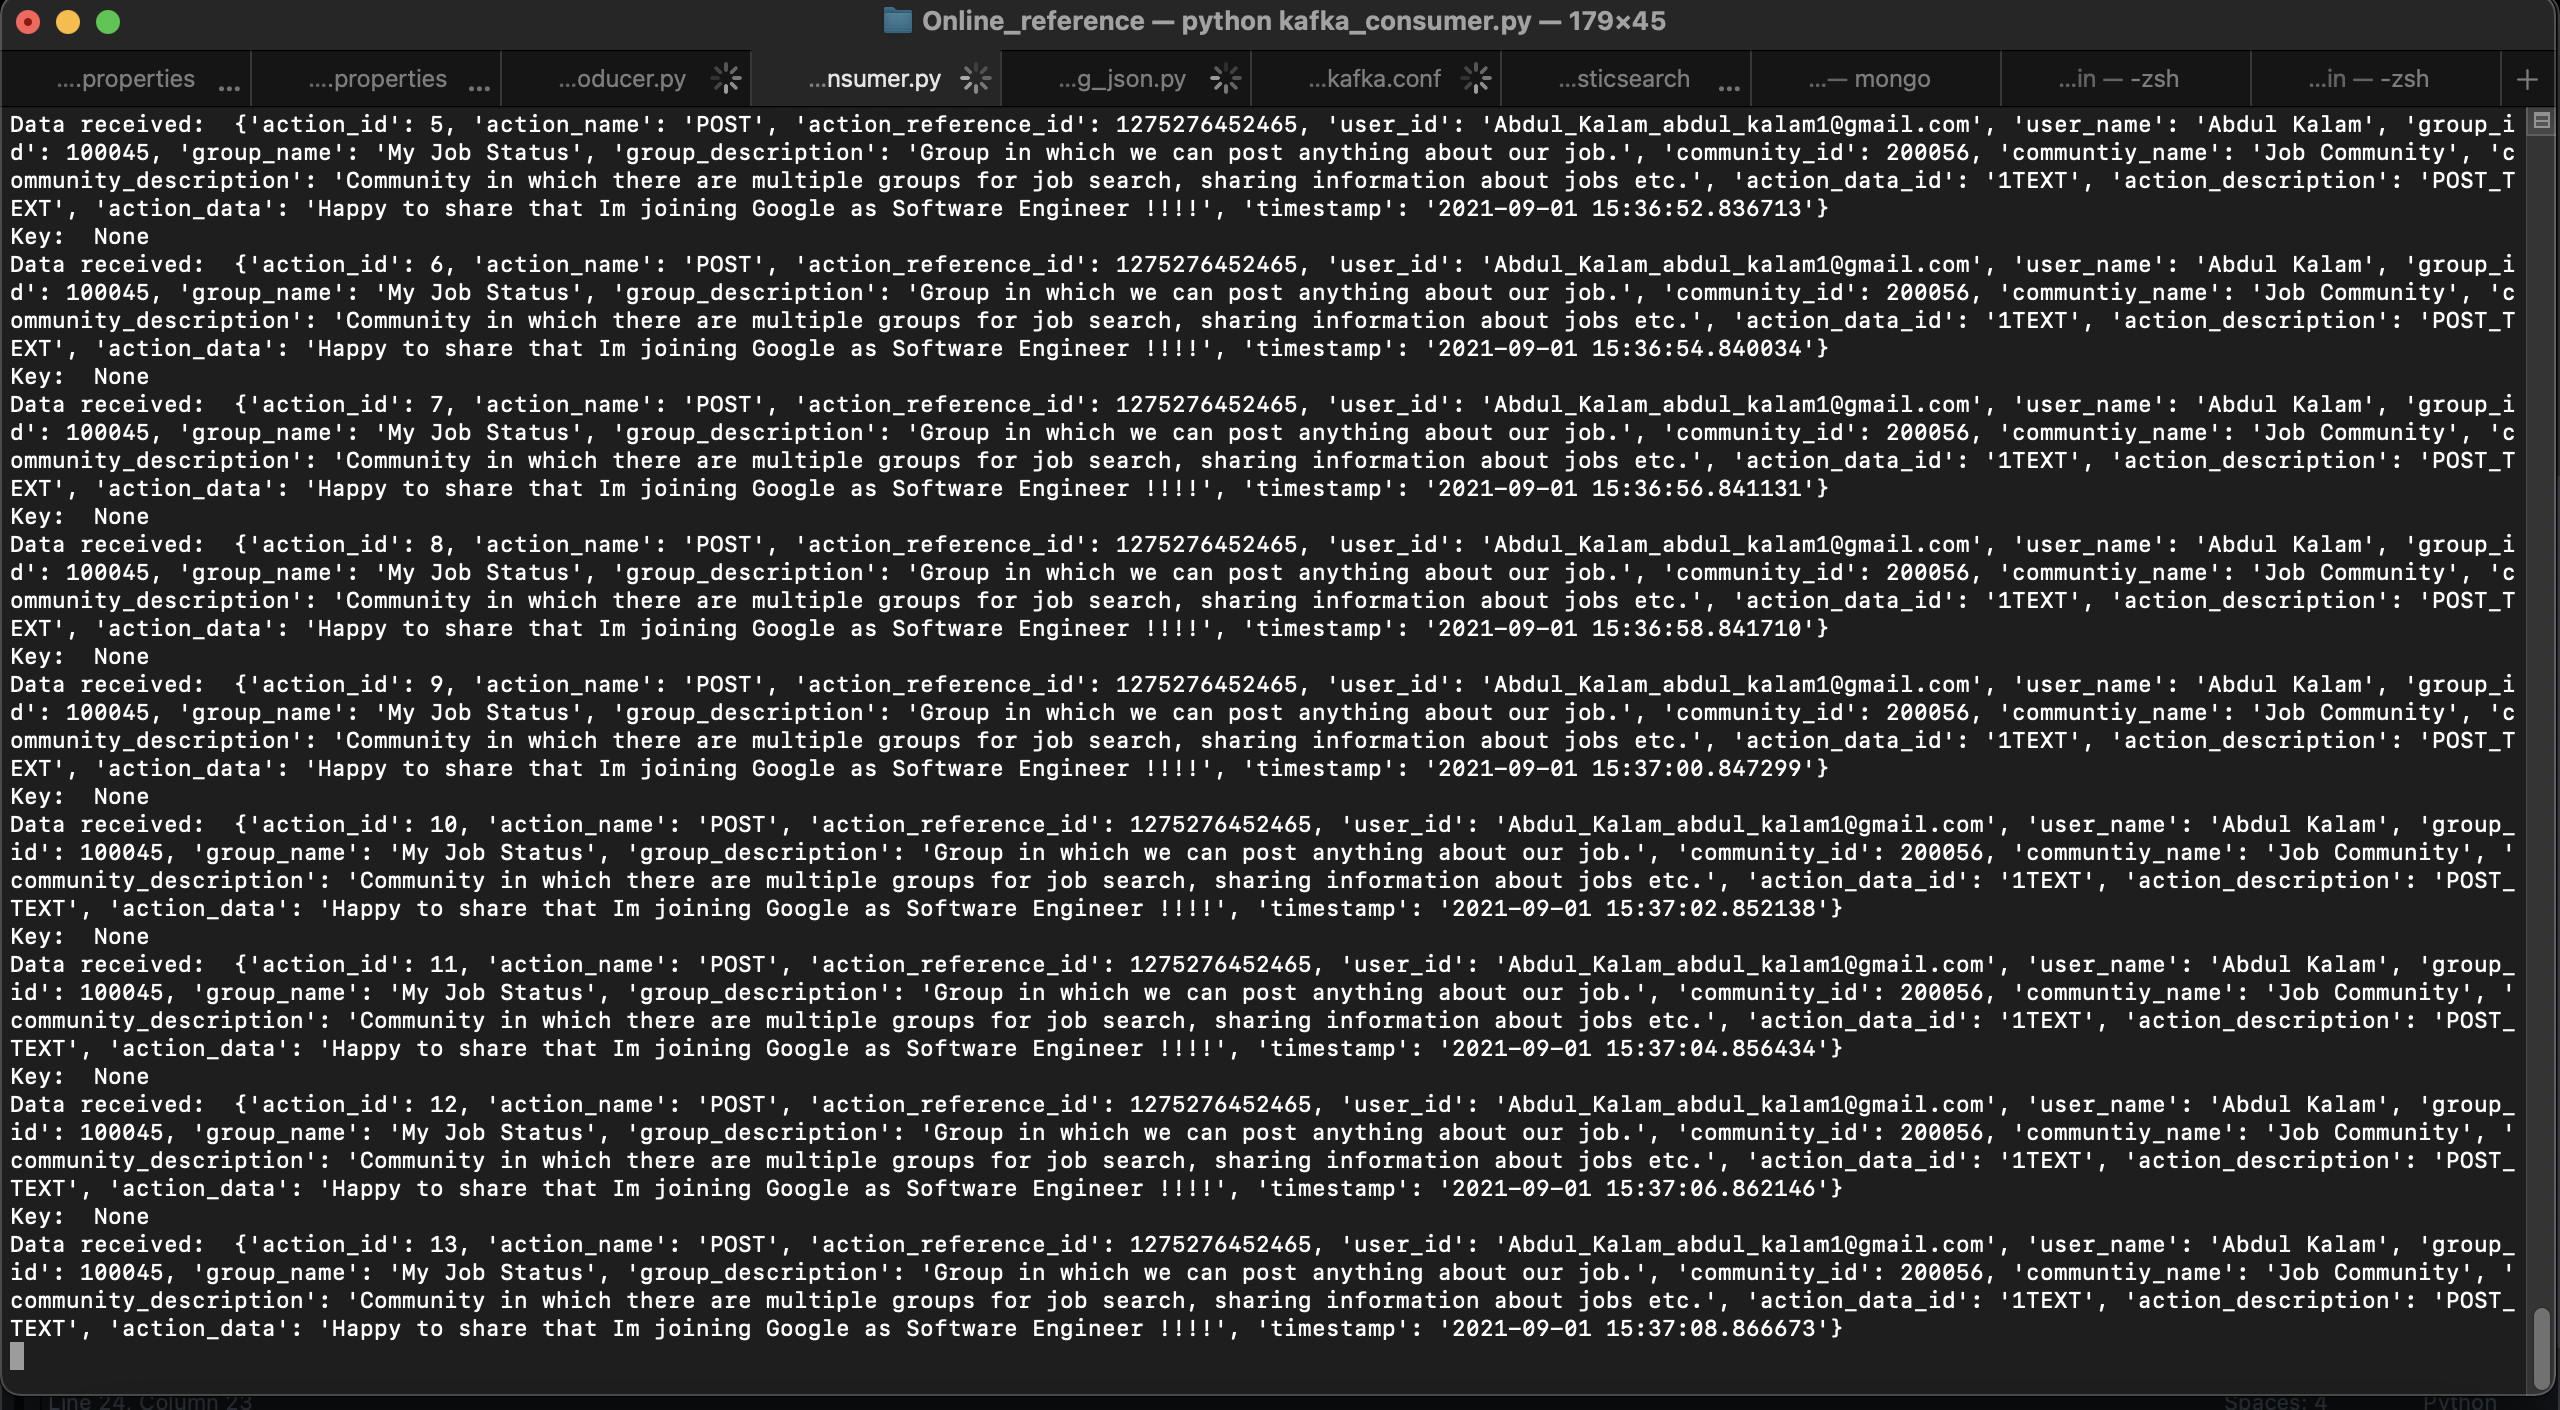 Online_reference — python kafka_consumer.py — 179×45
....properties ... ....properties ... ...oducer.py ...nsumer.py ...g_json.py ...kafka.conf ...sticsearch ... ...— mongo ...in — -zsh ...in — -zsh +
Data received:  {'action_id': 5, 'action_name': 'POST', 'action_reference_id': 1275276452465, 'user_id': 'Abdul_Kalam_abdul_kalam1@gmail.com', 'user_name': 'Abdul Kalam', 'group_i
d': 100045, 'group_name': 'My Job Status', 'group_description': 'Group in which we can post anything about our job.', 'community_id': 200056, 'communtiy_name': 'Job Community', 'c
ommunity_description': 'Community in which there are multiple groups for job search, sharing information about jobs etc.', 'action_data_id': '1TEXT', 'action_description': 'POST_T
EXT', 'action_data': 'Happy to share that Im joining Google as Software Engineer !!!!', 'timestamp': '2021-09-01 15:36:52.836713'}
Key:  None
Data received:  {'action_id': 6, 'action_name': 'POST', 'action_reference_id': 1275276452465, 'user_id': 'Abdul_Kalam_abdul_kalam1@gmail.com', 'user_name': 'Abdul Kalam', 'group_i
d': 100045, 'group_name': 'My Job Status', 'group_description': 'Group in which we can post anything about our job.', 'community_id': 200056, 'communtiy_name': 'Job Community', 'c
ommunity_description': 'Community in which there are multiple groups for job search, sharing information about jobs etc.', 'action_data_id': '1TEXT', 'action_description': 'POST_T
EXT', 'action_data': 'Happy to share that Im joining Google as Software Engineer !!!!', 'timestamp': '2021-09-01 15:36:54.840034'}
Key:  None
Data received:  {'action_id': 7, 'action_name': 'POST', 'action_reference_id': 1275276452465, 'user_id': 'Abdul_Kalam_abdul_kalam1@gmail.com', 'user_name': 'Abdul Kalam', 'group_i
d': 100045, 'group_name': 'My Job Status', 'group_description': 'Group in which we can post anything about our job.', 'community_id': 200056, 'communtiy_name': 'Job Community', 'c
ommunity_description': 'Community in which there are multiple groups for job search, sharing information about jobs etc.', 'action_data_id': '1TEXT', 'action_description': 'POST_T
EXT', 'action_data': 'Happy to share that Im joining Google as Software Engineer !!!!', 'timestamp': '2021-09-01 15:36:56.841131'}
Key:  None
Data received:  {'action_id': 8, 'action_name': 'POST', 'action_reference_id': 1275276452465, 'user_id': 'Abdul_Kalam_abdul_kalam1@gmail.com', 'user_name': 'Abdul Kalam', 'group_i
d': 100045, 'group_name': 'My Job Status', 'group_description': 'Group in which we can post anything about our job.', 'community_id': 200056, 'communtiy_name': 'Job Community', 'c
ommunity_description': 'Community in which there are multiple groups for job search, sharing information about jobs etc.', 'action_data_id': '1TEXT', 'action_description': 'POST_T
EXT', 'action_data': 'Happy to share that Im joining Google as Software Engineer !!!!', 'timestamp': '2021-09-01 15:36:58.841710'}
Key:  None
Data received:  {'action_id': 9, 'action_name': 'POST', 'action_reference_id': 1275276452465, 'user_id': 'Abdul_Kalam_abdul_kalam1@gmail.com', 'user_name': 'Abdul Kalam', 'group_i
d': 100045, 'group_name': 'My Job Status', 'group_description': 'Group in which we can post anything about our job.', 'community_id': 200056, 'communtiy_name': 'Job Community', 'c
ommunity_description': 'Community in which there are multiple groups for job search, sharing information about jobs etc.', 'action_data_id': '1TEXT', 'action_description': 'POST_T
EXT', 'action_data': 'Happy to share that Im joining Google as Software Engineer !!!!', 'timestamp': '2021-09-01 15:37:00.847299'}
Key:  None
Data received:  {'action_id': 10, 'action_name': 'POST', 'action_reference_id': 1275276452465, 'user_id': 'Abdul_Kalam_abdul_kalam1@gmail.com', 'user_name': 'Abdul Kalam', 'group_
id': 100045, 'group_name': 'My Job Status', 'group_description': 'Group in which we can post anything about our job.', 'community_id': 200056, 'communtiy_name': 'Job Community', '
community_description': 'Community in which there are multiple groups for job search, sharing information about jobs etc.', 'action_data_id': '1TEXT', 'action_description': 'POST_
TEXT', 'action_data': 'Happy to share that Im joining Google as Software Engineer !!!!', 'timestamp': '2021-09-01 15:37:02.852138'}
Key:  None
Data received:  {'action_id': 11, 'action_name': 'POST', 'action_reference_id': 1275276452465, 'user_id': 'Abdul_Kalam_abdul_kalam1@gmail.com', 'user_name': 'Abdul Kalam', 'group_
id': 100045, 'group_name': 'My Job Status', 'group_description': 'Group in which we can post anything about our job.', 'community_id': 200056, 'communtiy_name': 'Job Community', '
community_description': 'Community in which there are multiple groups for job search, sharing information about jobs etc.', 'action_data_id': '1TEXT', 'action_description': 'POST_
TEXT', 'action_data': 'Happy to share that Im joining Google as Software Engineer !!!!', 'timestamp': '2021-09-01 15:37:04.856434'}
Key:  None
Data received:  {'action_id': 12, 'action_name': 'POST', 'action_reference_id': 1275276452465, 'user_id': 'Abdul_Kalam_abdul_kalam1@gmail.com', 'user_name': 'Abdul Kalam', 'group_
id': 100045, 'group_name': 'My Job Status', 'group_description': 'Group in which we can post anything about our job.', 'community_id': 200056, 'communtiy_name': 'Job Community', '
community_description': 'Community in which there are multiple groups for job search, sharing information about jobs etc.', 'action_data_id': '1TEXT', 'action_description': 'POST_
TEXT', 'action_data': 'Happy to share that Im joining Google as Software Engineer !!!!', 'timestamp': '2021-09-01 15:37:06.862146'}
Key:  None
Data received:  {'action_id': 13, 'action_name': 'POST', 'action_reference_id': 1275276452465, 'user_id': 'Abdul_Kalam_abdul_kalam1@gmail.com', 'user_name': 'Abdul Kalam', 'group_
id': 100045, 'group_name': 'My Job Status', 'group_description': 'Group in which we can post anything about our job.', 'community_id': 200056, 'communtiy_name': 'Job Community', '
community_description': 'Community in which there are multiple groups for job search, sharing information about jobs etc.', 'action_data_id': '1TEXT', 'action_description': 'POST_
TEXT', 'action_data': 'Happy to share that Im joining Google as Software Engineer !!!!', 'timestamp': '2021-09-01 15:37:08.866673'}
Line 24, Column 23 Spaces: 4 Python